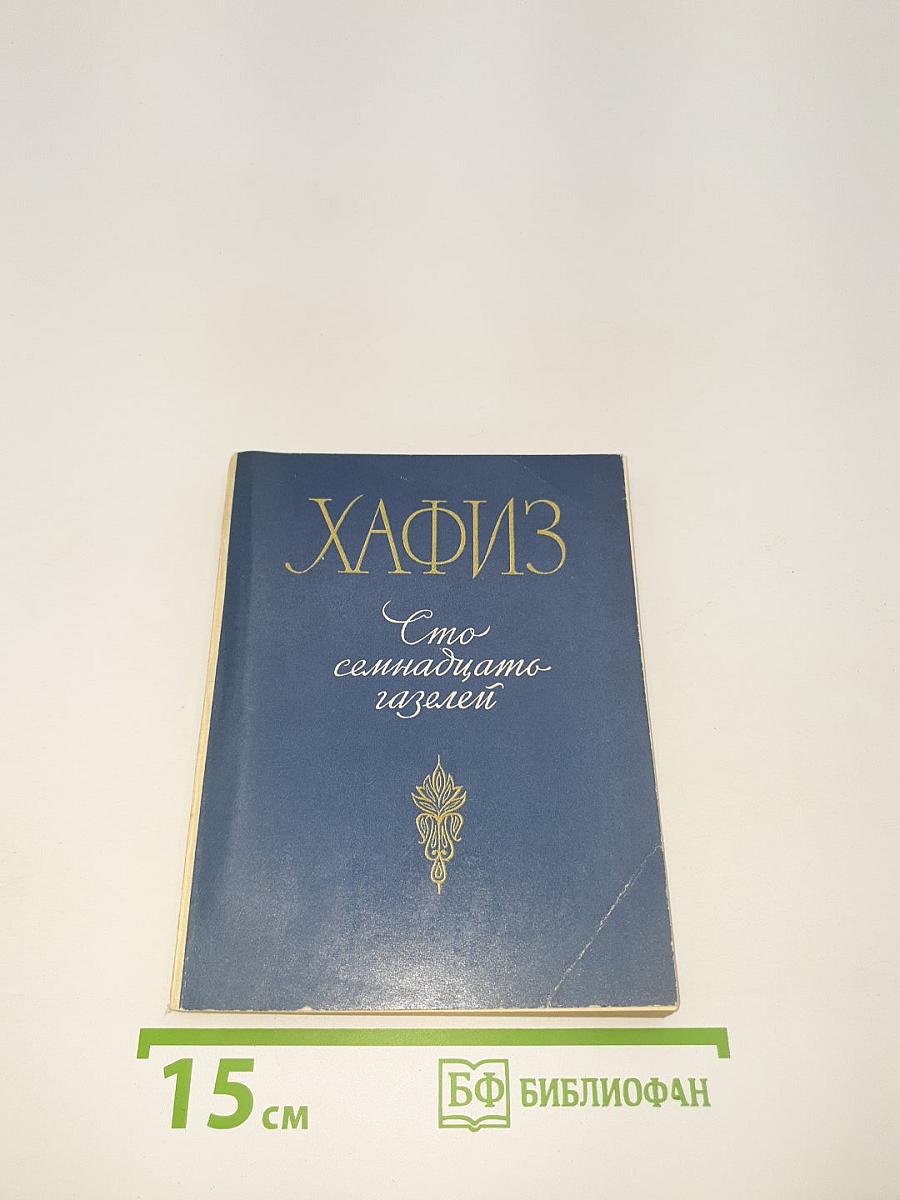 ХАФИЗ
Сто
семнадцать
газелей
15 см
БФ БИБЛИОФАН